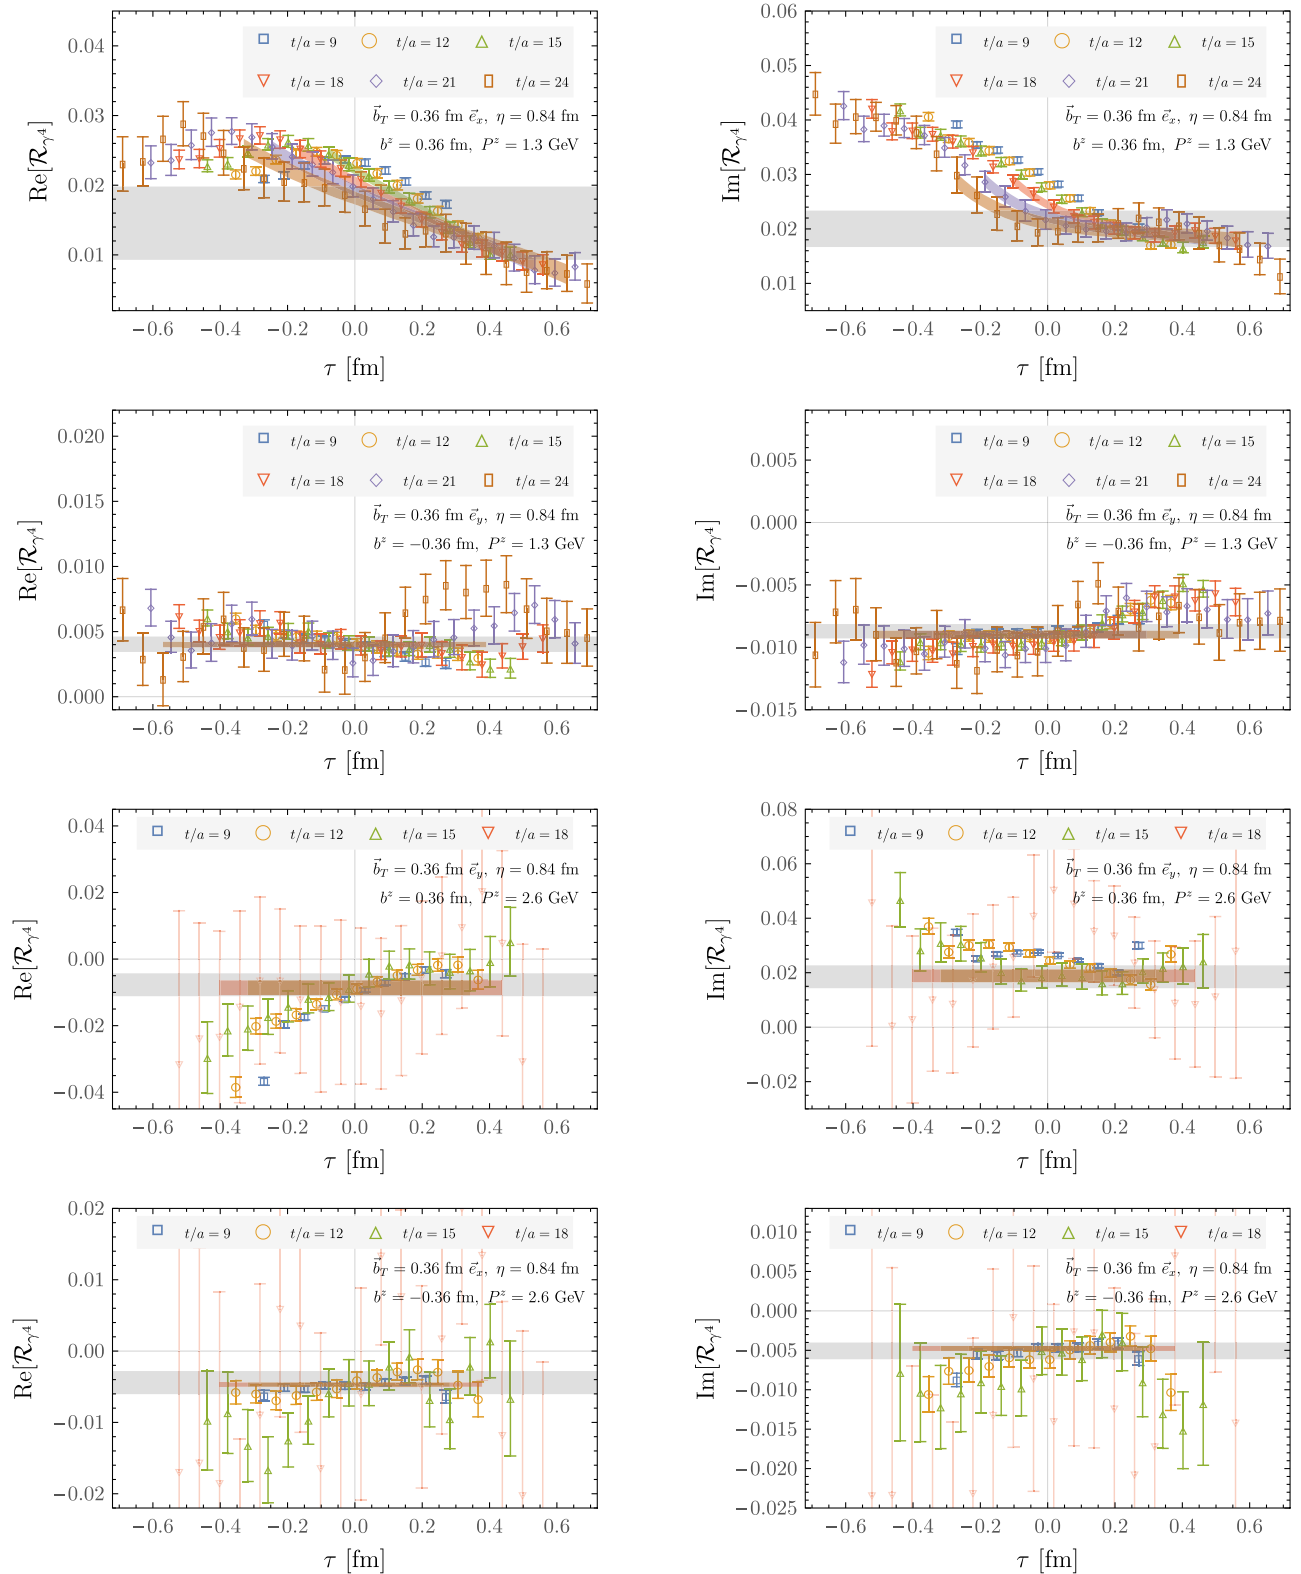 t/a = 9 t/a = 12 t/a = 15
t/a = 18 t/a = 21 t/a = 24
b⃗_T = 0.36 fm e⃗_x, η = 0.84 fm
b^z = 0.36 fm, P^z = 1.3 GeV
Re[ℛ_γ⁴]
0.04
0.03
0.02
0.01
−0.6 −0.4 −0.2 0.0 0.2 0.4 0.6
τ [fm]
t/a = 9 t/a = 12 t/a = 15
t/a = 18 t/a = 21 t/a = 24
b⃗_T = 0.36 fm e⃗_x, η = 0.84 fm
b^z = 0.36 fm, P^z = 1.3 GeV
Im[ℛ_γ⁴]
0.06
0.05
0.04
0.03
0.02
0.01
−0.6 −0.4 −0.2 0.0 0.2 0.4 0.6
τ [fm]
t/a = 9 t/a = 12 t/a = 15
t/a = 18 t/a = 21 t/a = 24
b⃗_T = 0.36 fm e⃗_y, η = 0.84 fm
b^z = −0.36 fm, P^z = 1.3 GeV
Re[ℛ_γ⁴]
0.020
0.015
0.010
0.005
0.000
−0.6 −0.4 −0.2 0.0 0.2 0.4 0.6
τ [fm]
t/a = 9 t/a = 12 t/a = 15
t/a = 18 t/a = 21 t/a = 24
b⃗_T = 0.36 fm e⃗_y, η = 0.84 fm
b^z = −0.36 fm, P^z = 1.3 GeV
Im[ℛ_γ⁴]
0.005
0.000
−0.005
−0.010
−0.015
−0.6 −0.4 −0.2 0.0 0.2 0.4 0.6
τ [fm]
t/a = 9 t/a = 12 t/a = 15 t/a = 18
b⃗_T = 0.36 fm e⃗_y, η = 0.84 fm
b^z = 0.36 fm, P^z = 2.6 GeV
Re[ℛ_γ⁴]
0.04
0.02
0.00
−0.02
−0.04
−0.6 −0.4 −0.2 0.0 0.2 0.4 0.6
τ [fm]
t/a = 9 t/a = 12 t/a = 15 t/a = 18
b⃗_T = 0.36 fm e⃗_y, η = 0.84 fm
b^z = 0.36 fm, P^z = 2.6 GeV
Im[ℛ_γ⁴]
0.08
0.06
0.04
0.02
0.00
−0.02
−0.6 −0.4 −0.2 0.0 0.2 0.4 0.6
τ [fm]
t/a = 9 t/a = 12 t/a = 15 t/a = 18
b⃗_T = 0.36 fm e⃗_x, η = 0.84 fm
b^z = −0.36 fm, P^z = 2.6 GeV
Re[ℛ_γ⁴]
0.02
0.01
0.00
−0.01
−0.02
−0.6 −0.4 −0.2 0.0 0.2 0.4 0.6
τ [fm]
t/a = 9 t/a = 12 t/a = 15 t/a = 18
b⃗_T = 0.36 fm e⃗_x, η = 0.84 fm
b^z = −0.36 fm, P^z = 2.6 GeV
Im[ℛ_γ⁴]
0.010
0.005
0.000
−0.005
−0.010
−0.015
−0.020
−0.025
−0.6 −0.4 −0.2 0.0 0.2 0.4 0.6
τ [fm]